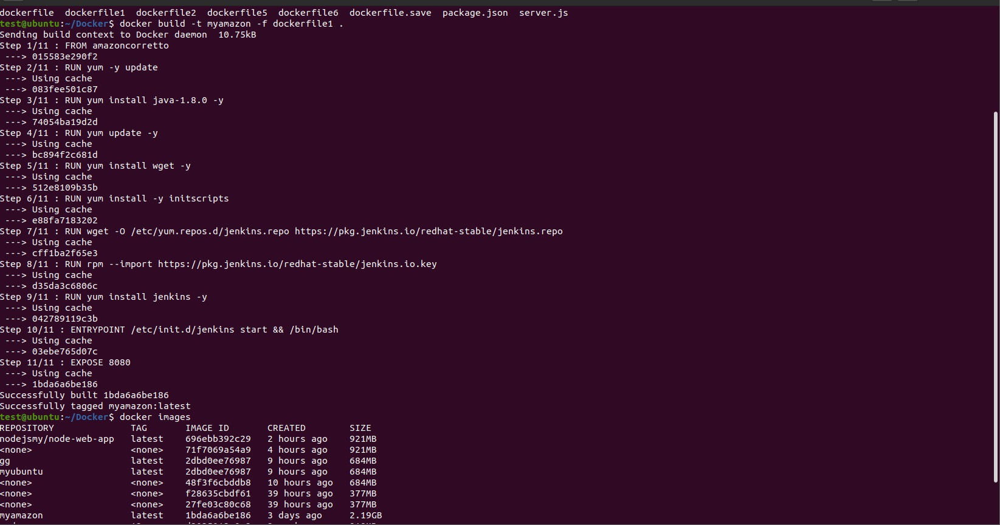 dockerfile  dockerfile1  dockerfile2  dockerfile5  dockerfile6  dockerfile.save  package.json  server.js
test@ubuntu:~/Docker$ docker build -t myamazon -f dockerfile1 .
Sending build context to Docker daemon  10.75kB
Step 1/11 : FROM amazoncorretto
 ---> 015583e290f2
Step 2/11 : RUN yum -y update
 ---> Using cache
 ---> 083fee501c87
Step 3/11 : RUN yum install java-1.8.0 -y
 ---> Using cache
 ---> 74054ba19d2d
Step 4/11 : RUN yum update -y
 ---> Using cache
 ---> bc894f2c681d
Step 5/11 : RUN yum install wget -y
 ---> Using cache
 ---> 512e8109b35b
Step 6/11 : RUN yum install -y initscripts
 ---> Using cache
 ---> e88fa7183202
Step 7/11 : RUN wget -O /etc/yum.repos.d/jenkins.repo https://pkg.jenkins.io/redhat-stable/jenkins.repo
 ---> Using cache
 ---> cff1ba2f65e3
Step 8/11 : RUN rpm --import https://pkg.jenkins.io/redhat-stable/jenkins.io.key
 ---> Using cache
 ---> d35da3c6806c
Step 9/11 : RUN yum install jenkins -y
 ---> Using cache
 ---> 042789119c3b
Step 10/11 : ENTRYPOINT /etc/init.d/jenkins start && /bin/bash
 ---> Using cache
 ---> 03ebe765d07c
Step 11/11 : EXPOSE 8080
 ---> Using cache
 ---> 1bda6a6be186
Successfully built 1bda6a6be186
Successfully tagged myamazon:latest
test@ubuntu:~/Docker$ docker images
REPOSITORY              TAG       IMAGE ID       CREATED        SIZE
nodejsmy/node-web-app   latest    696ebb392c29   2 hours ago    921MB
<none>                  <none>    71f7069a54a9   4 hours ago    921MB
gg                      latest    2dbd0ee76987   9 hours ago    684MB
myubuntu                latest    2dbd0ee76987   9 hours ago    684MB
<none>                  <none>    48f3f6cbddb8   10 hours ago   684MB
<none>                  <none>    f28635cbdf61   39 hours ago   377MB
<none>                  <none>    27fe03c80c68   39 hours ago   377MB
myamazon                latest    1bda6a6be186   3 days ago     2.19GB